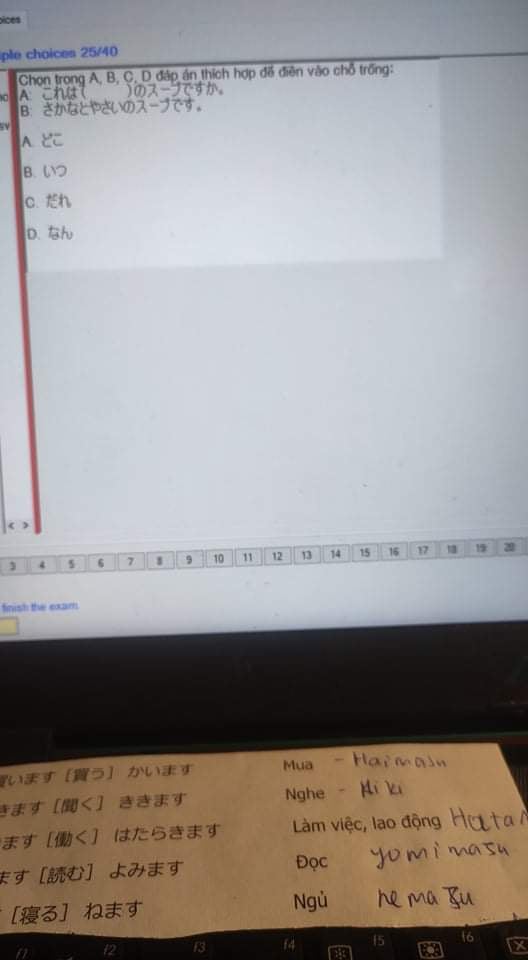 ices
ple choices 25/40
Chọn trong A, B, C, D đáp án thích hợp để điền vào chỗ trống:
A: これは( )のスープですか。
B: さかなとやさいのスープです。
A. どこ
B. いつ
C. だれ
D. なん
< >
3 4 5 6 7 8 9 10 11 12 13 14 15 16 17 18 19 20
finish the exam
買います [買う] かいます Mua - Haimasu
きます [聞く] ききます Nghe - Hi ki
ます [働く] はたらきます Làm việc, lao động Hata
ます [読む] よみます Đọc yomimasu
[寝る] ねます Ngủ ne masu
f1 f2 f3 f4 f5 f6